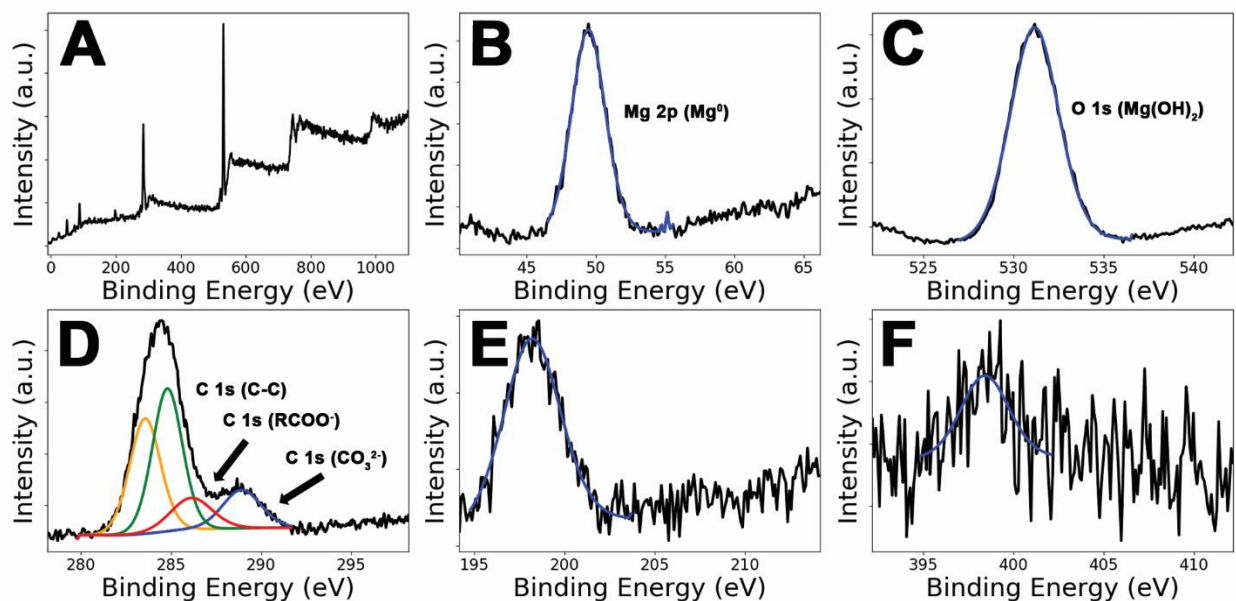 A
Intensity (a.u.)
0 200 400 600 800 1000
Binding Energy (eV)
B
Mg 2p (Mg⁰)
Intensity (a.u.)
45 50 55 60 65
Binding Energy (eV)
C
O 1s (Mg(OH)₂)
Intensity (a.u.)
525 530 535 540
Binding Energy (eV)
D
C 1s (C-C)
C 1s (RCOO⁻)
C 1s (CO₃²⁻)
Intensity (a.u.)
280 285 290 295
Binding Energy (eV)
E
Intensity (a.u.)
195 200 205 210
Binding Energy (eV)
F
Intensity (a.u.)
395 400 405 410
Binding Energy (eV)